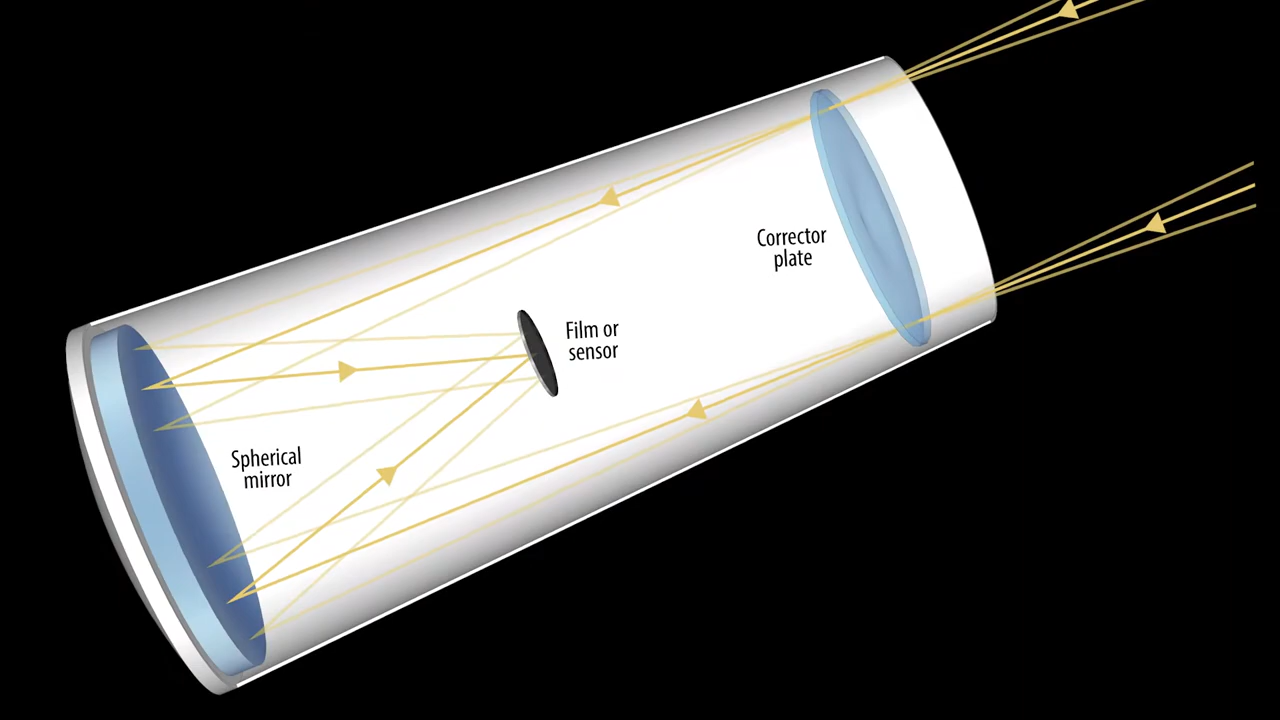 Corrector
plate
Film or
sensor
Spherical
mirror